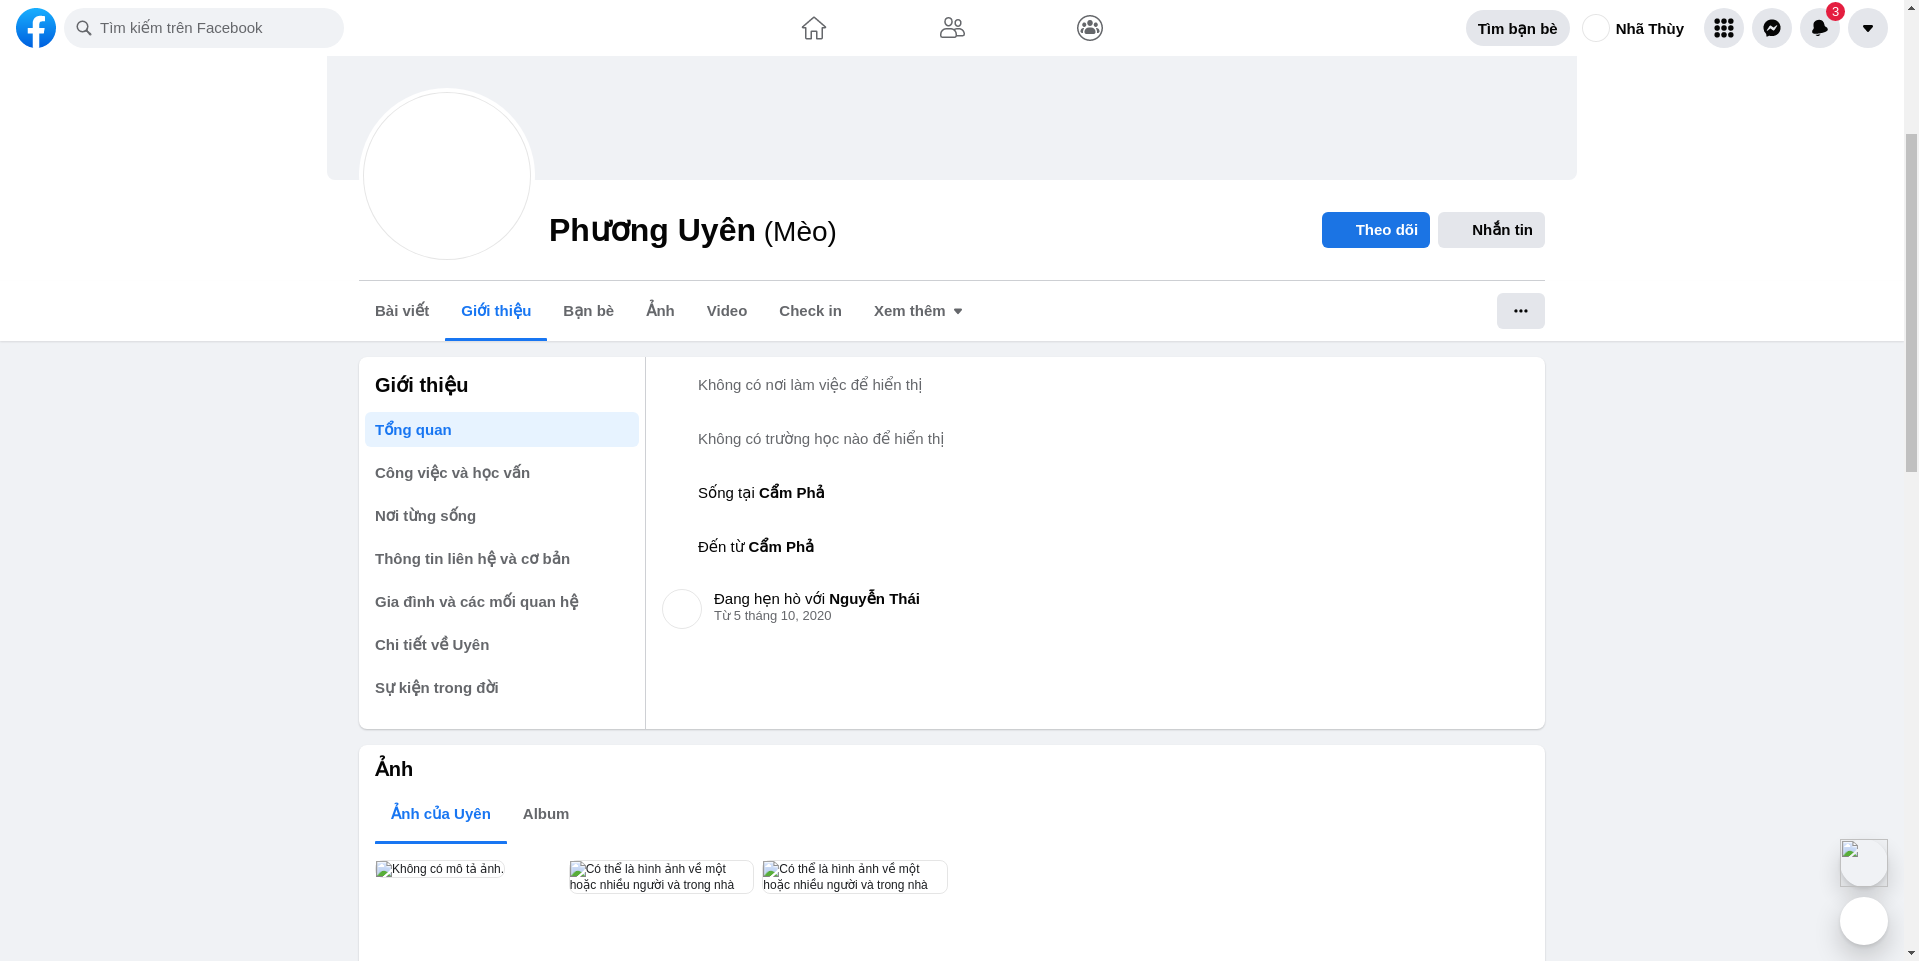 Tìm kiếm trên Facebook
Tìm bạn bè
Nhã Thùy
3
Phương Uyên (Mèo)
Theo dõi
Nhắn tin
Bài viết
Giới thiệu
Bạn bè
Ảnh
Video
Check in
Xem thêm
Giới thiệu
Tổng quan
Công việc và học vấn
Nơi từng sống
Thông tin liên hệ và cơ bản
Gia đình và các mối quan hệ
Chi tiết về Uyên
Sự kiện trong đời
Không có nơi làm việc để hiển thị
Không có trường học nào để hiển thị
Sống tại Cẩm Phả
Đến từ Cẩm Phả
Đang hẹn hò với Nguyễn Thái
Từ 5 tháng 10, 2020
Ảnh
Ảnh của Uyên
Album
Không có mô tả ảnh.
Có thể là hình ảnh về một
hoặc nhiều người và trong nhà
Có thể là hình ảnh về một
hoặc nhiều người và trong nhà